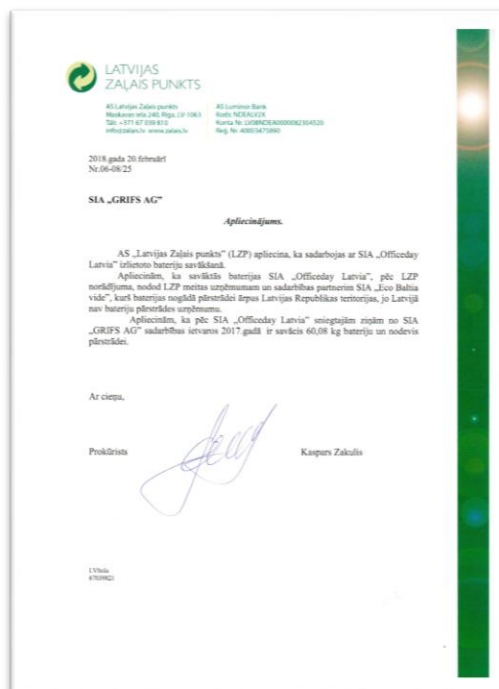 LATVIJAS
ZAĻAIS PUNKTS
AS Latvijas Zaļais punkts
Maskavas iela 240, Rīga, LV-1063
Tālr. +371 67 039 810
info@zalais.lv www.zalais.lv
AS Luminor Bank
Kods: NDEALV2X
Reģ. Nr. 40003475890
2018.gada 20.februārī
Nr.06-08/25
SIA „GRIFS AG”
Apliecinājums.
AS „Latvijas Zaļais punkts” (LZP) apliecina, ka sadarbojas ar SIA „Officeday
Latvia” izlietoto bateriju savākšanā.
Apliecinām, ka savāktās baterijas SIA „Officeday Latvia”, pēc LZP
norādījuma, nodod LZP meitas uzņēmumam un sadarbības partnerim SIA „Eco Baltia
vide”, kurš baterijas nogādā pārstrādei ārpus Latvijas Republikas teritorijas, jo Latvijā
nav bateriju pārstrādes uzņēmumu.
Apliecinām, ka pēc SIA „Officeday Latvia” sniegtajām ziņām no SIA
„GRIFS AG” sadarbības ietvaros 2017.gadā ir savācis 60,08 kg bateriju un nodevis
pārstrādei.
Ar cieņu,
Prokūrists
Kaspars Zakulis
67039821